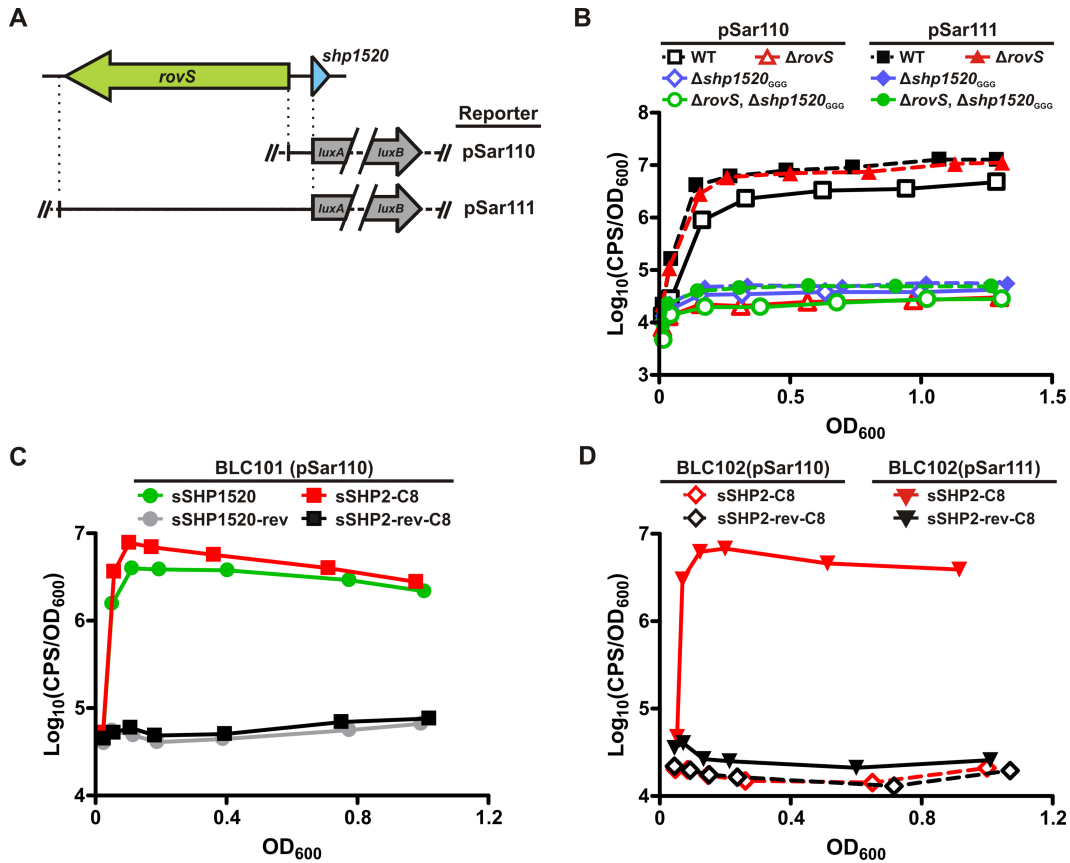 A
shp1520
rovS
Reporter
luxA luxB pSar110
luxA luxB pSar111
B
pSar110 pSar111
WT ΔrovS WT ΔrovS
Δshp1520GGG Δshp1520GGG
ΔrovS, Δshp1520GGG ΔrovS, Δshp1520GGG
8
7
6
5
4
3
0 0.5 1.0 1.5
Log10(CPS/OD600)
OD600
C
BLC101 (pSar110)
sSHP1520 sSHP2-C8
sSHP1520-rev sSHP2-rev-C8
7
6
5
4
0 0.4 0.8 1.2
Log10(CPS/OD600)
OD600
D
BLC102(pSar110) BLC102(pSar111)
sSHP2-C8 sSHP2-C8
sSHP2-rev-C8 sSHP2-rev-C8
7
6
5
4
0 0.4 0.8 1.2
Log10(CPS/OD600)
OD600